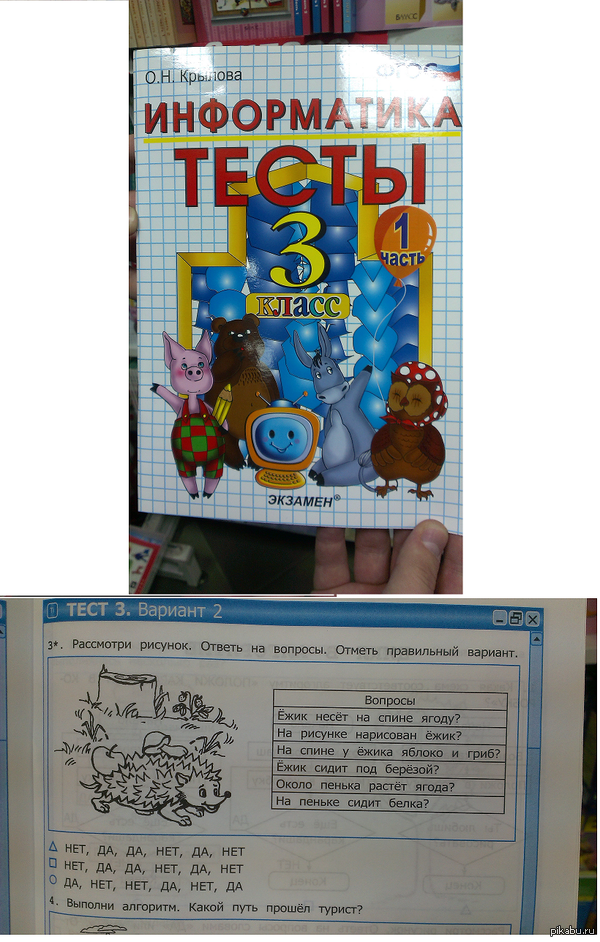 О.Н. Крылова
ФГОС
ИНФОРМАТИКА
ТЕСТЫ
3
класс
1
часть
ЭКЗАМЕН®
ТЕСТ 3. Вариант 2
3*. Рассмотри рисунок. Ответь на вопросы. Отметь правильный вариант.
Вопросы
Ёжик несёт на спине ягоду?
На рисунке нарисован ёжик?
На спине у ёжика яблоко и гриб?
Ёжик сидит под берёзой?
Около пенька растёт ягода?
На пеньке сидит белка?
НЕТ, ДА, ДА, НЕТ, ДА, НЕТ
НЕТ, ДА, ДА, НЕТ, ДА, НЕТ
ДА, НЕТ, НЕТ, ДА, НЕТ, ДА
4. Выполни алгоритм. Какой путь прошёл турист?
pikabu.ru